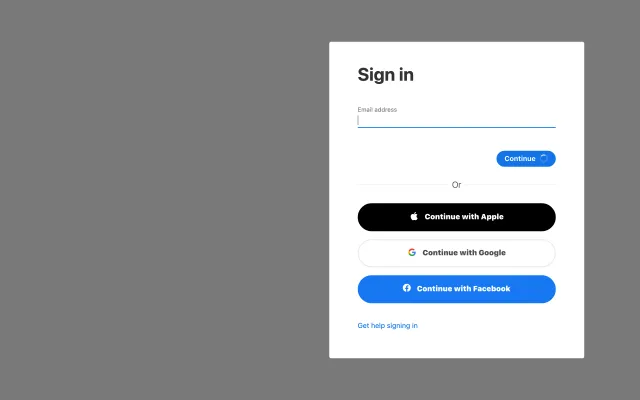 Sign in
Email address
Continue
Or
Continue with Apple
Continue with Google
Continue with Facebook
Get help signing in